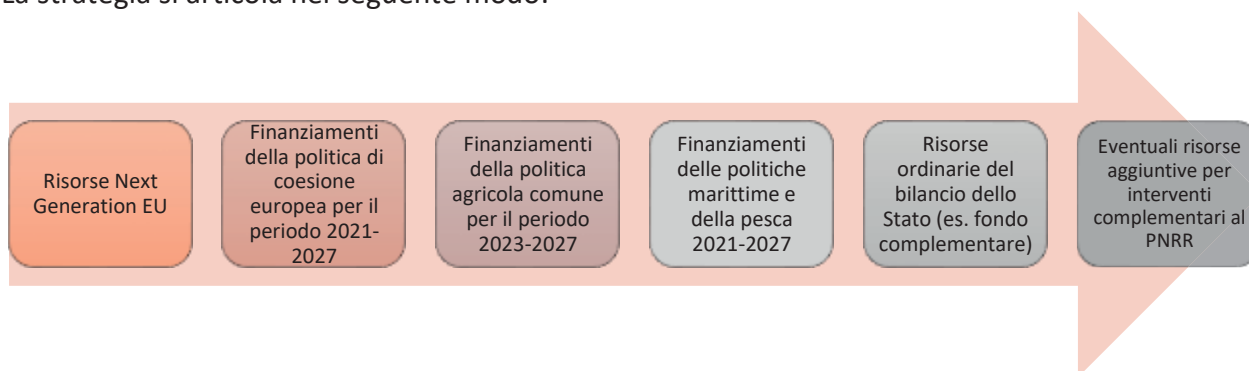 La strategia si articola nel seguente modo:
Risorse Next
Generation EU
Finanziamenti
della politica di
coesione
europea per il
periodo 2021-
2027
Finanziamenti
della politica
agricola comune
per il periodo
2023-2027
Finanziamenti
delle politiche
marittime e
della pesca
2021-2027
Risorse
ordinarie del
bilancio dello
Stato (es. fondo
complementare)
Eventuali risorse
aggiuntive per
interventi
complementari al
PNRR